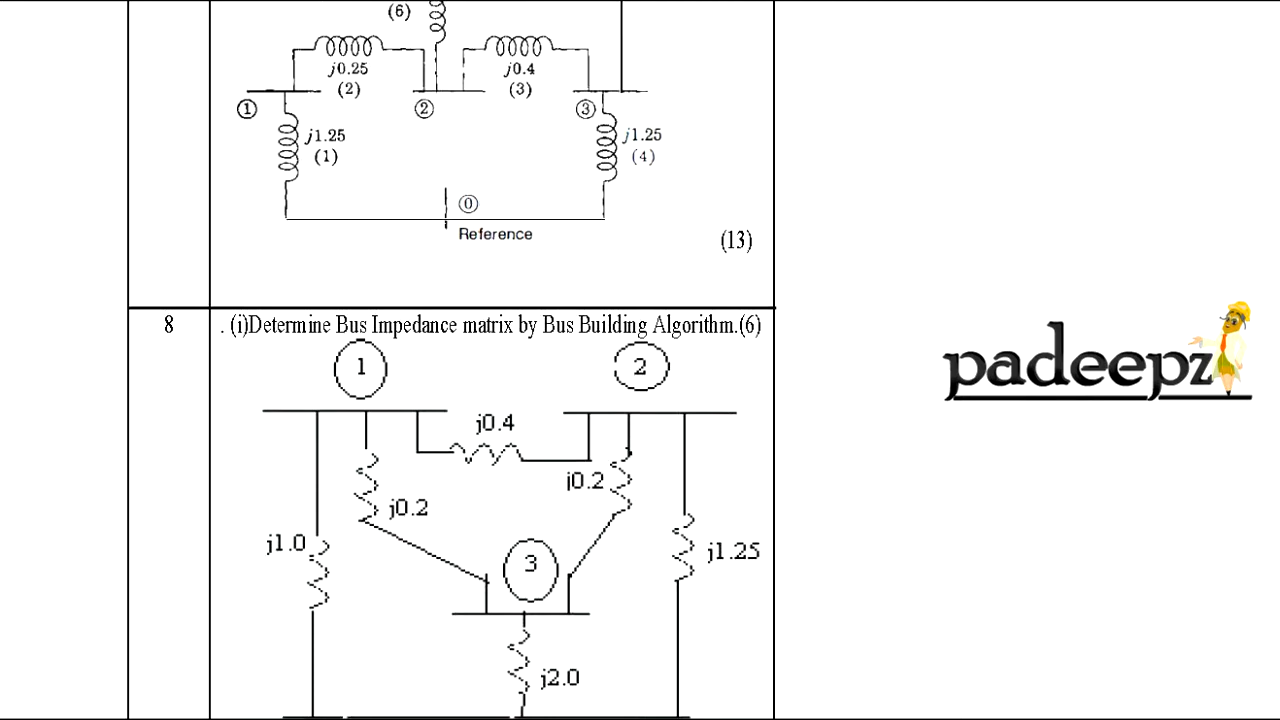 (6)
j0.25
(2)
j0.4
(3)
①
②
③
j1.25
(1)
j1.25
(4)
⓪
Reference
(13)
8
. (i)Determine Bus Impedance matrix by Bus Building Algorithm.(6)
1
2
j0.4
j0.2
j0.2
j1.0
3
j1.25
j2.0
padeepz